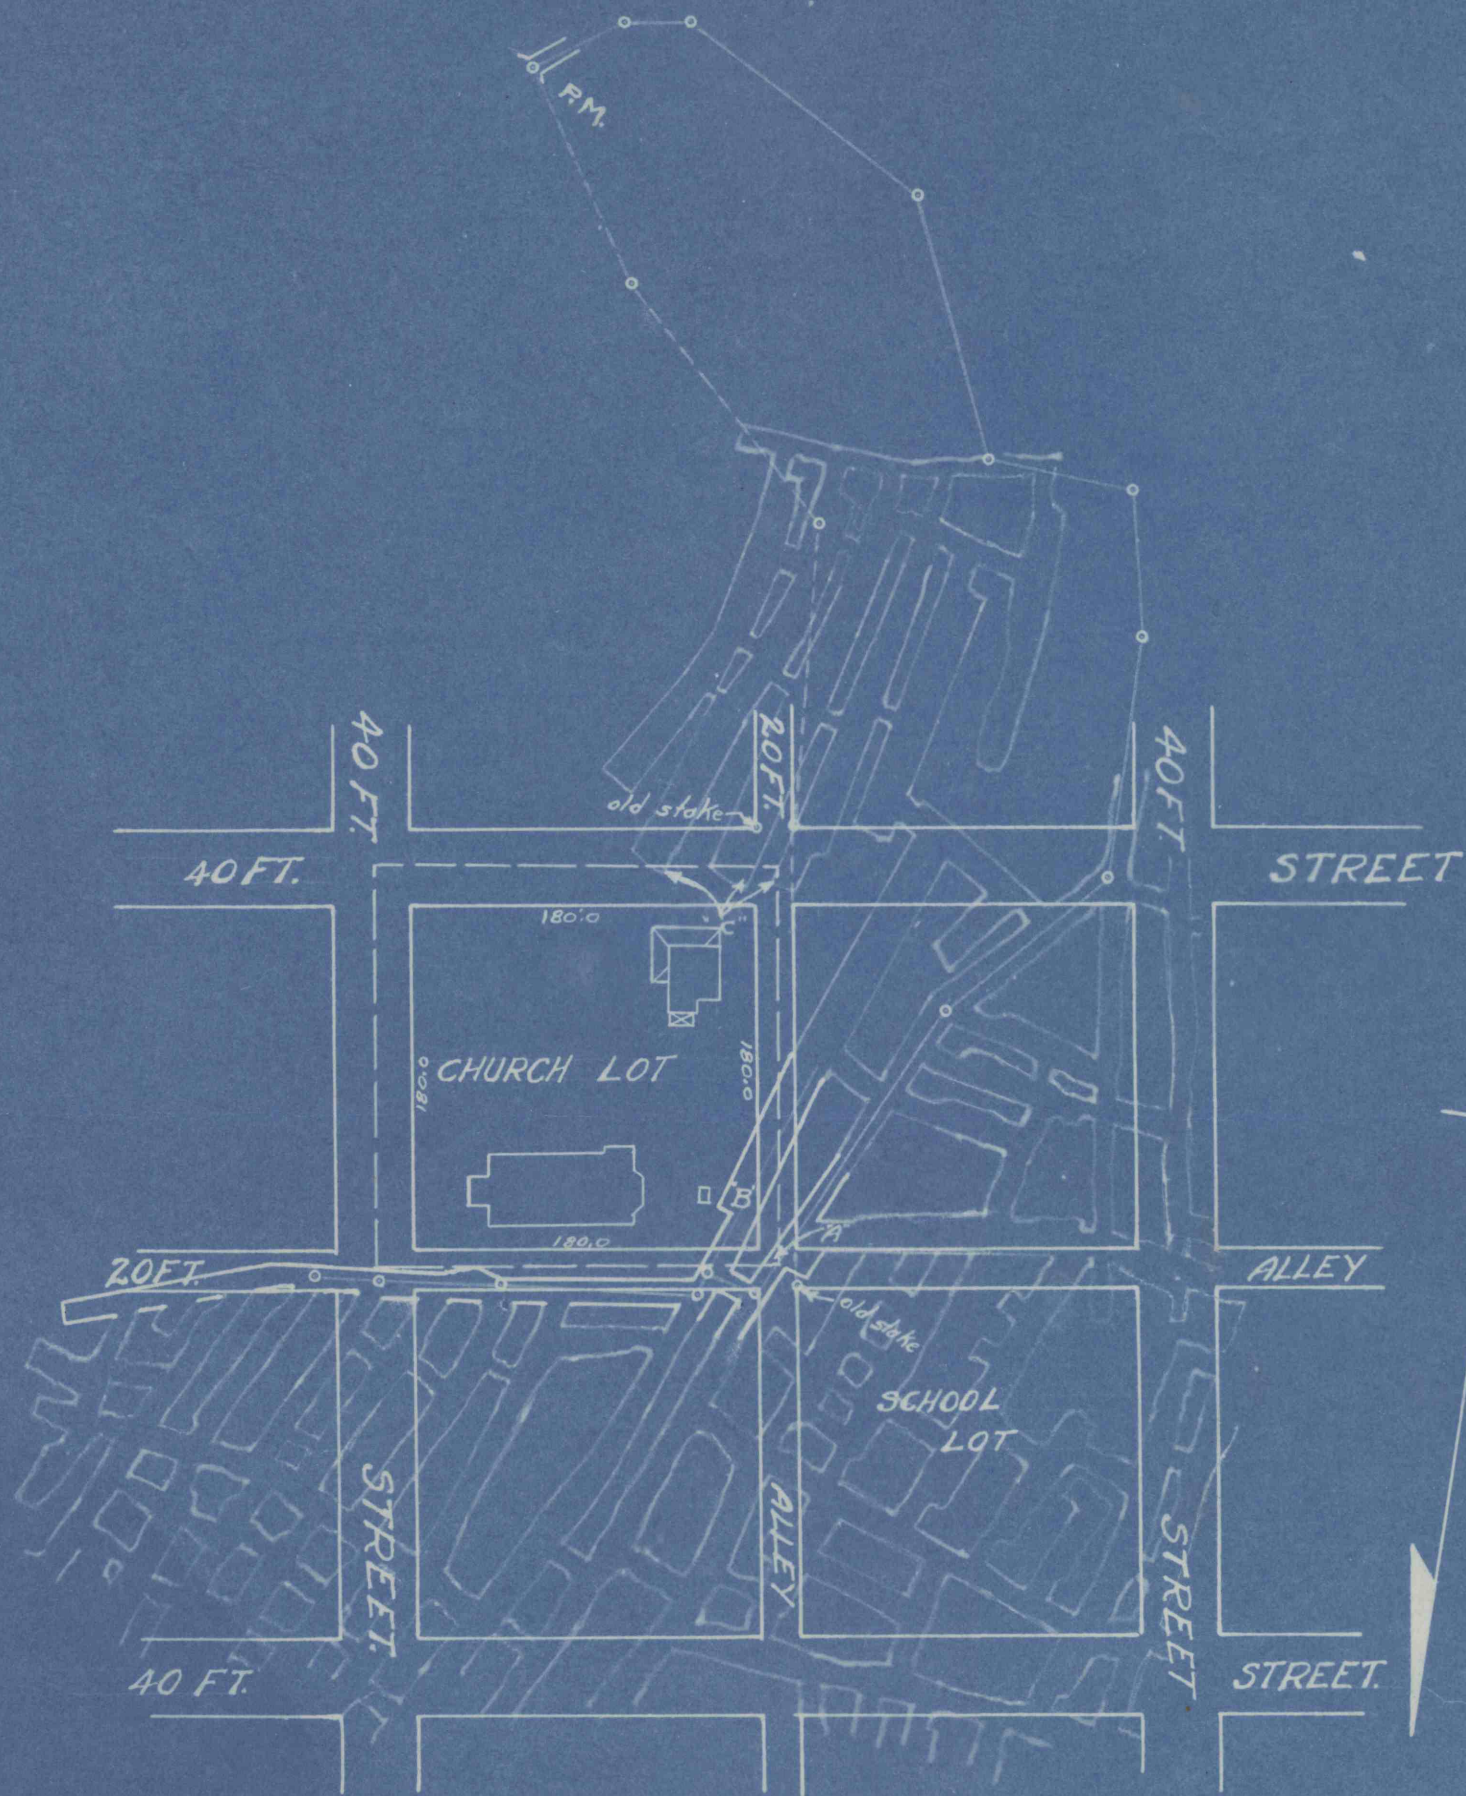 P.M.
40 FT.
20 FT.
40 FT.
old stake
40 FT.
STREET
180'.0
"C"
180.0
CHURCH LOT
180.0
"B"
"A"
180.0
20 FT.
ALLEY
old stake
SCHOOL
LOT
STREET.
ALLEY
STREET
40 FT.
STREET.